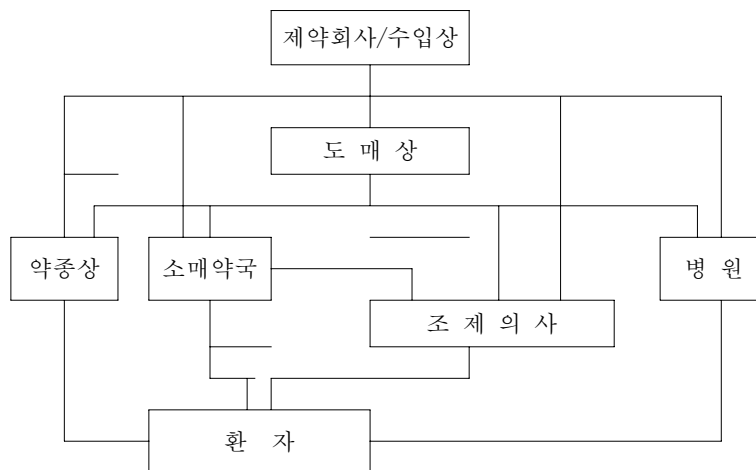 제약회사/수입상
도 매 상
약종상
소매약국
병 원
조 제 의 사
환 자